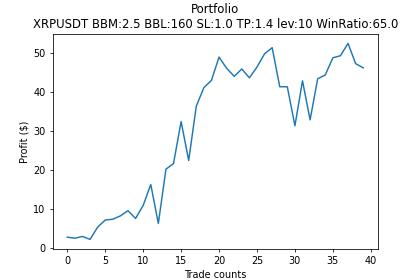 Portfolio
XRPUSDT BBM:2.5 BBL:160 SL:1.0 TP:1.4 lev:10 WinRatio:65.0
50
40
30
20
10
0
Profit ($)
0 5 10 15 20 25 30 35 40
Trade counts